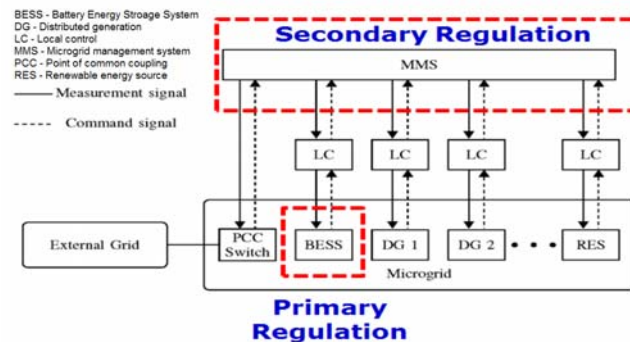 BESS - Battery Energy Stroage System
DG - Distributed generation
LC - Local control
MMS - Microgrid management system
PCC - Point of common coupling
RES - Renewable energy source
Measurement signal
Command signal
Secondary Regulation
MMS
LC LC LC LC
External Grid
PCC
Switch
BESS DG 1 DG 2 RES
Microgrid
Primary
Regulation